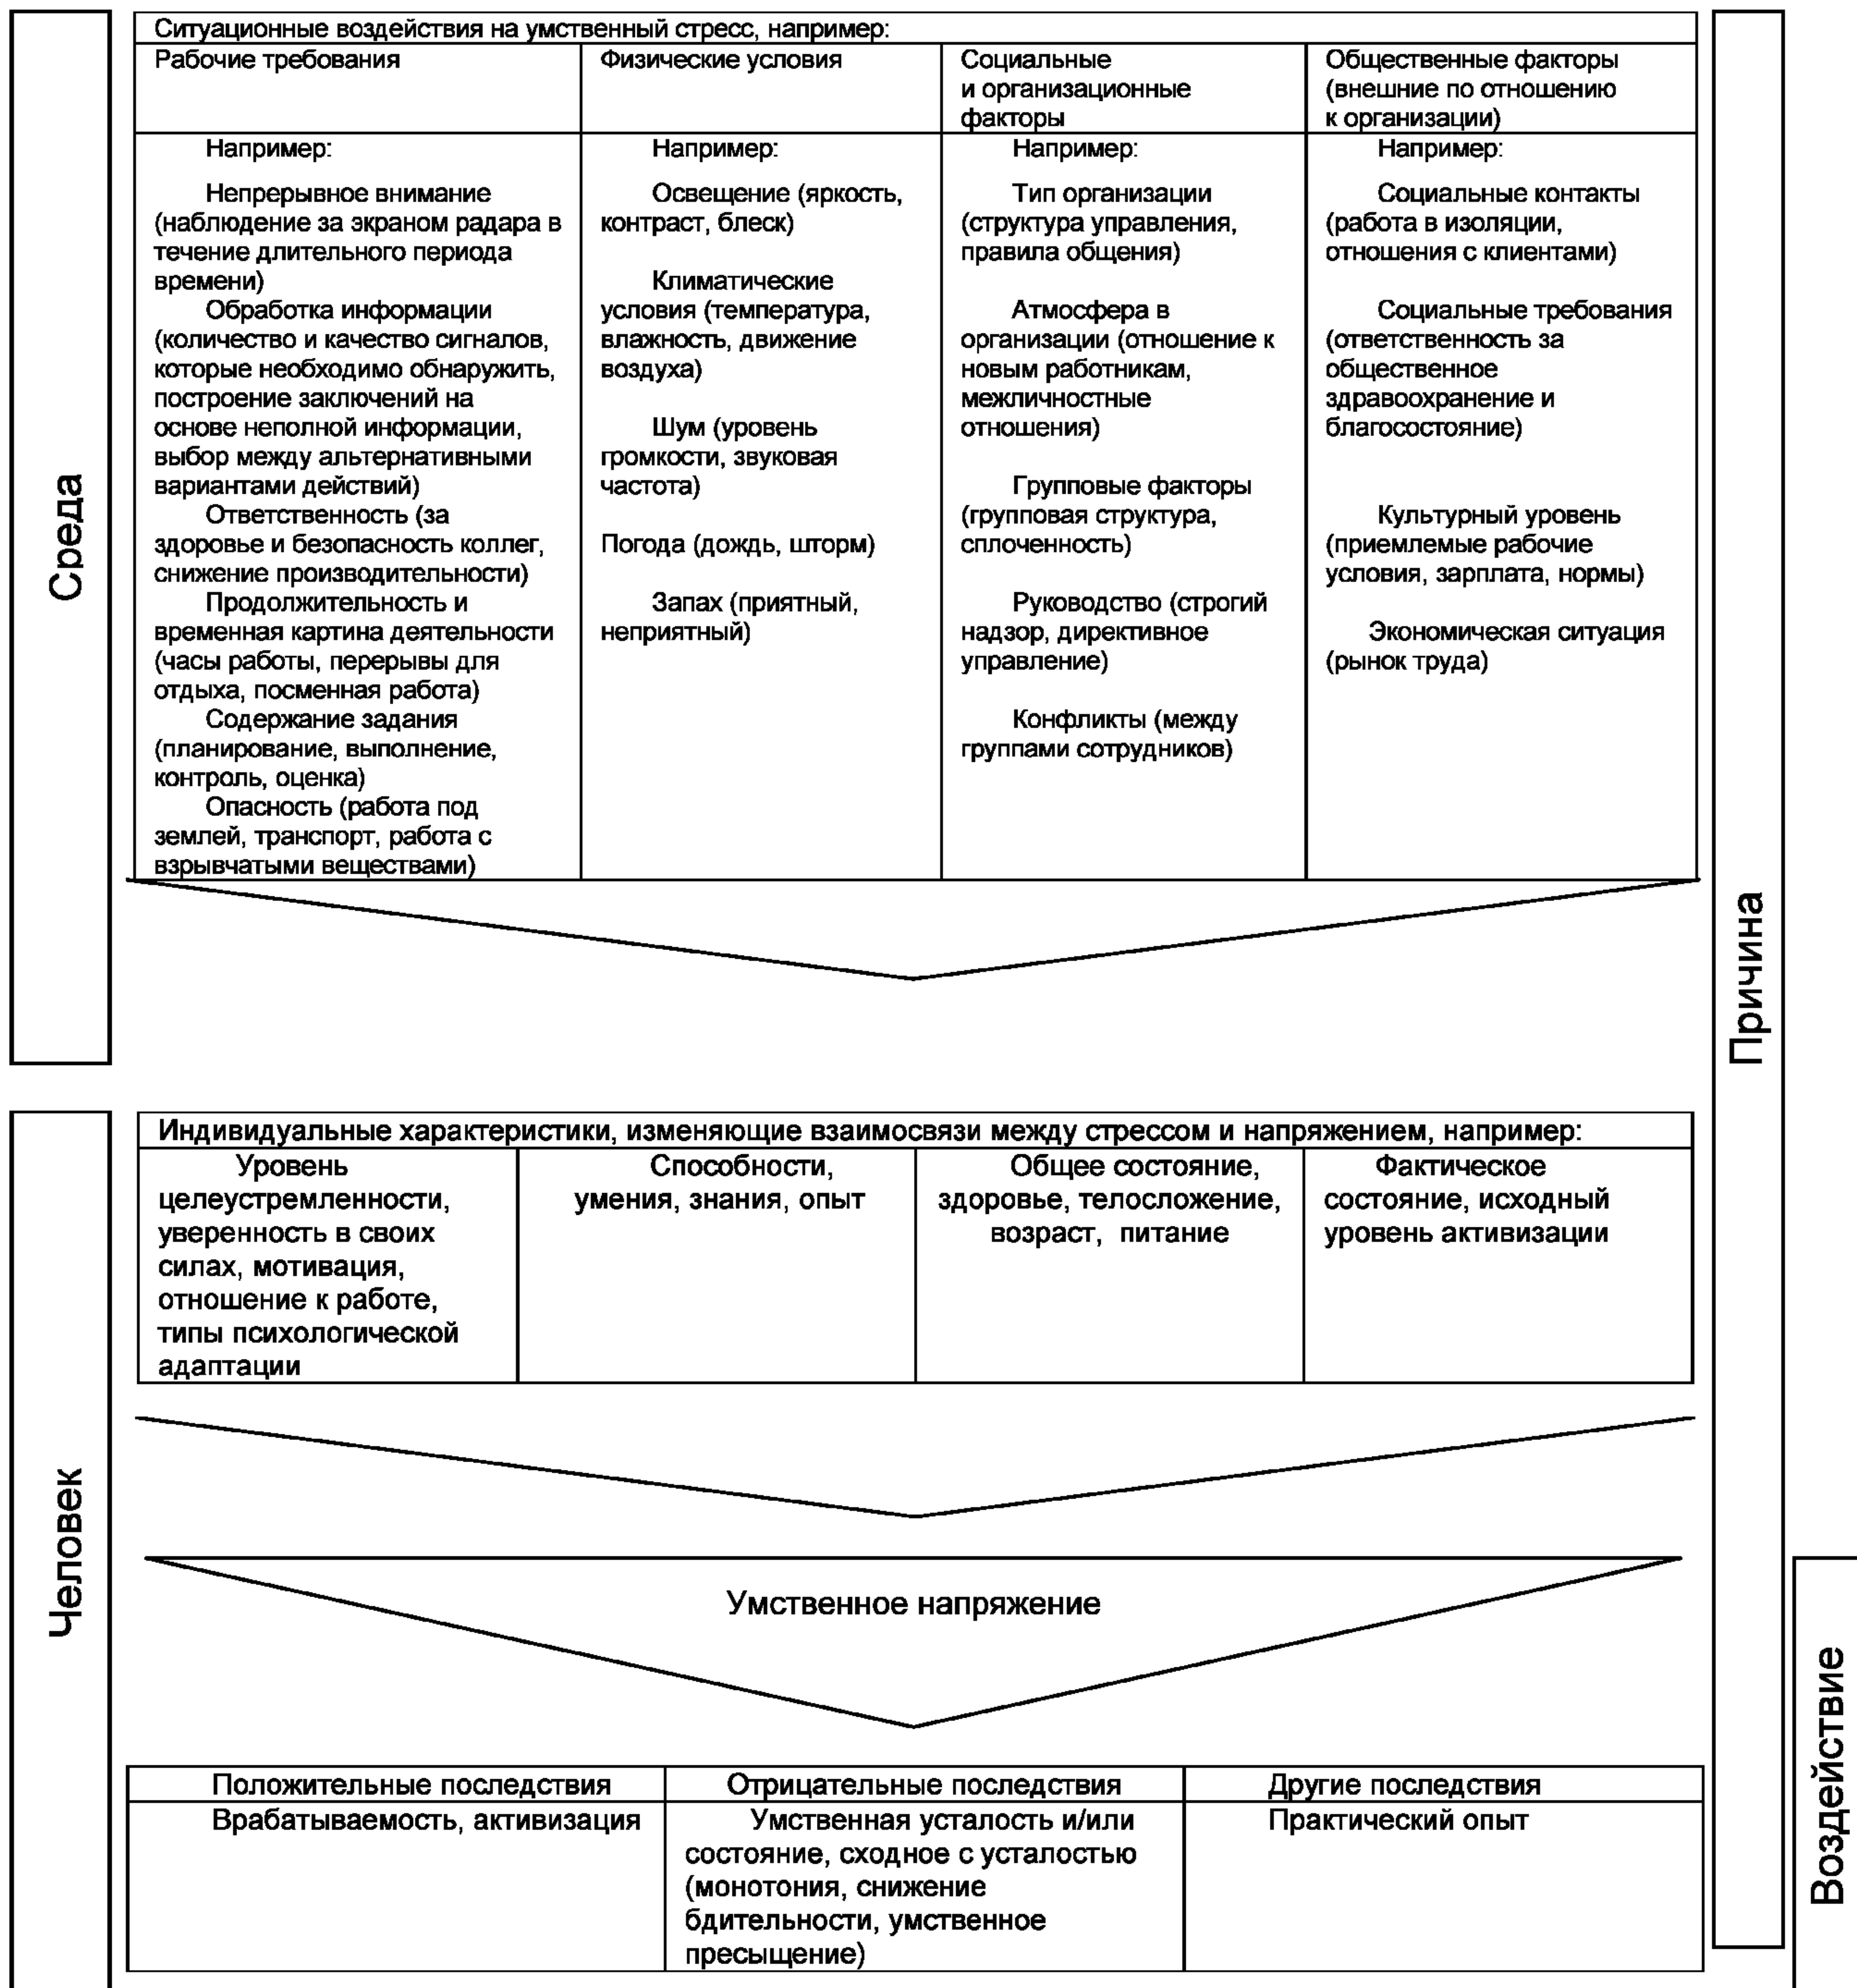 Среда
Ситуационные воздействия на умственный стресс, например:
Рабочие требования
Физические условия
Социальные
и организационные
факторы
Общественные факторы
(внешние по отношению
к организации)
Например:
Непрерывное внимание
(наблюдение за экраном радара в
течение длительного периода
времени)
Обработка информации
(количество и качество сигналов,
которые необходимо обнаружить,
построение заключений на
основе неполной информации,
выбор между альтернативными
вариантами действий)
Ответственность (за
здоровье и безопасность коллег,
снижение производительности)
Продолжительность и
временная картина деятельности
(часы работы, перерывы для
отдыха, посменная работа)
Содержание задания
(планирование, выполнение,
контроль, оценка)
Опасность (работа под
землей, транспорт, работа с
взрывчатыми веществами)
Например:
Освещение (яркость,
контраст, блеск)
Климатические
условия (температура,
влажность, движение
воздуха)
Шум (уровень
громкости, звуковая
частота)
Погода (дождь, шторм)
Запах (приятный,
неприятный)
Например:
Тип организации
(структура управления,
правила общения)
Атмосфера в
организации (отношение к
новым работникам,
межличностные
отношения)
Групповые факторы
(групповая структура,
сплоченность)
Руководство (строгий
надзор, директивное
управление)
Конфликты (между
группами сотрудников)
Например:
Социальные контакты
(работа в изоляции,
отношения с клиентами)
Социальные требования
(ответственность за
общественное
здравоохранение и
благосостояние)
Культурный уровень
(приемлемые рабочие
условия, зарплата, нормы)
Экономическая ситуация
(рынок труда)
Причина
Человек
Индивидуальные характеристики, изменяющие взаимосвязи между стрессом и напряжением, например:
Уровень
целеустремленности,
уверенность в своих
силах, мотивация,
отношение к работе,
типы психологической
адаптации
Способности,
умения, знания, опыт
Общее состояние,
здоровье, телосложение,
возраст, питание
Фактическое
состояние, исходный
уровень активизации
Умственное напряжение
Воздействие
Положительные последствия
Отрицательные последствия
Другие последствия
Врабатываемость, активизация
Умственная усталость и/или
состояние, сходное с усталостью
(монотония, снижение
бдительности, умственное
пресыщение)
Практический опыт